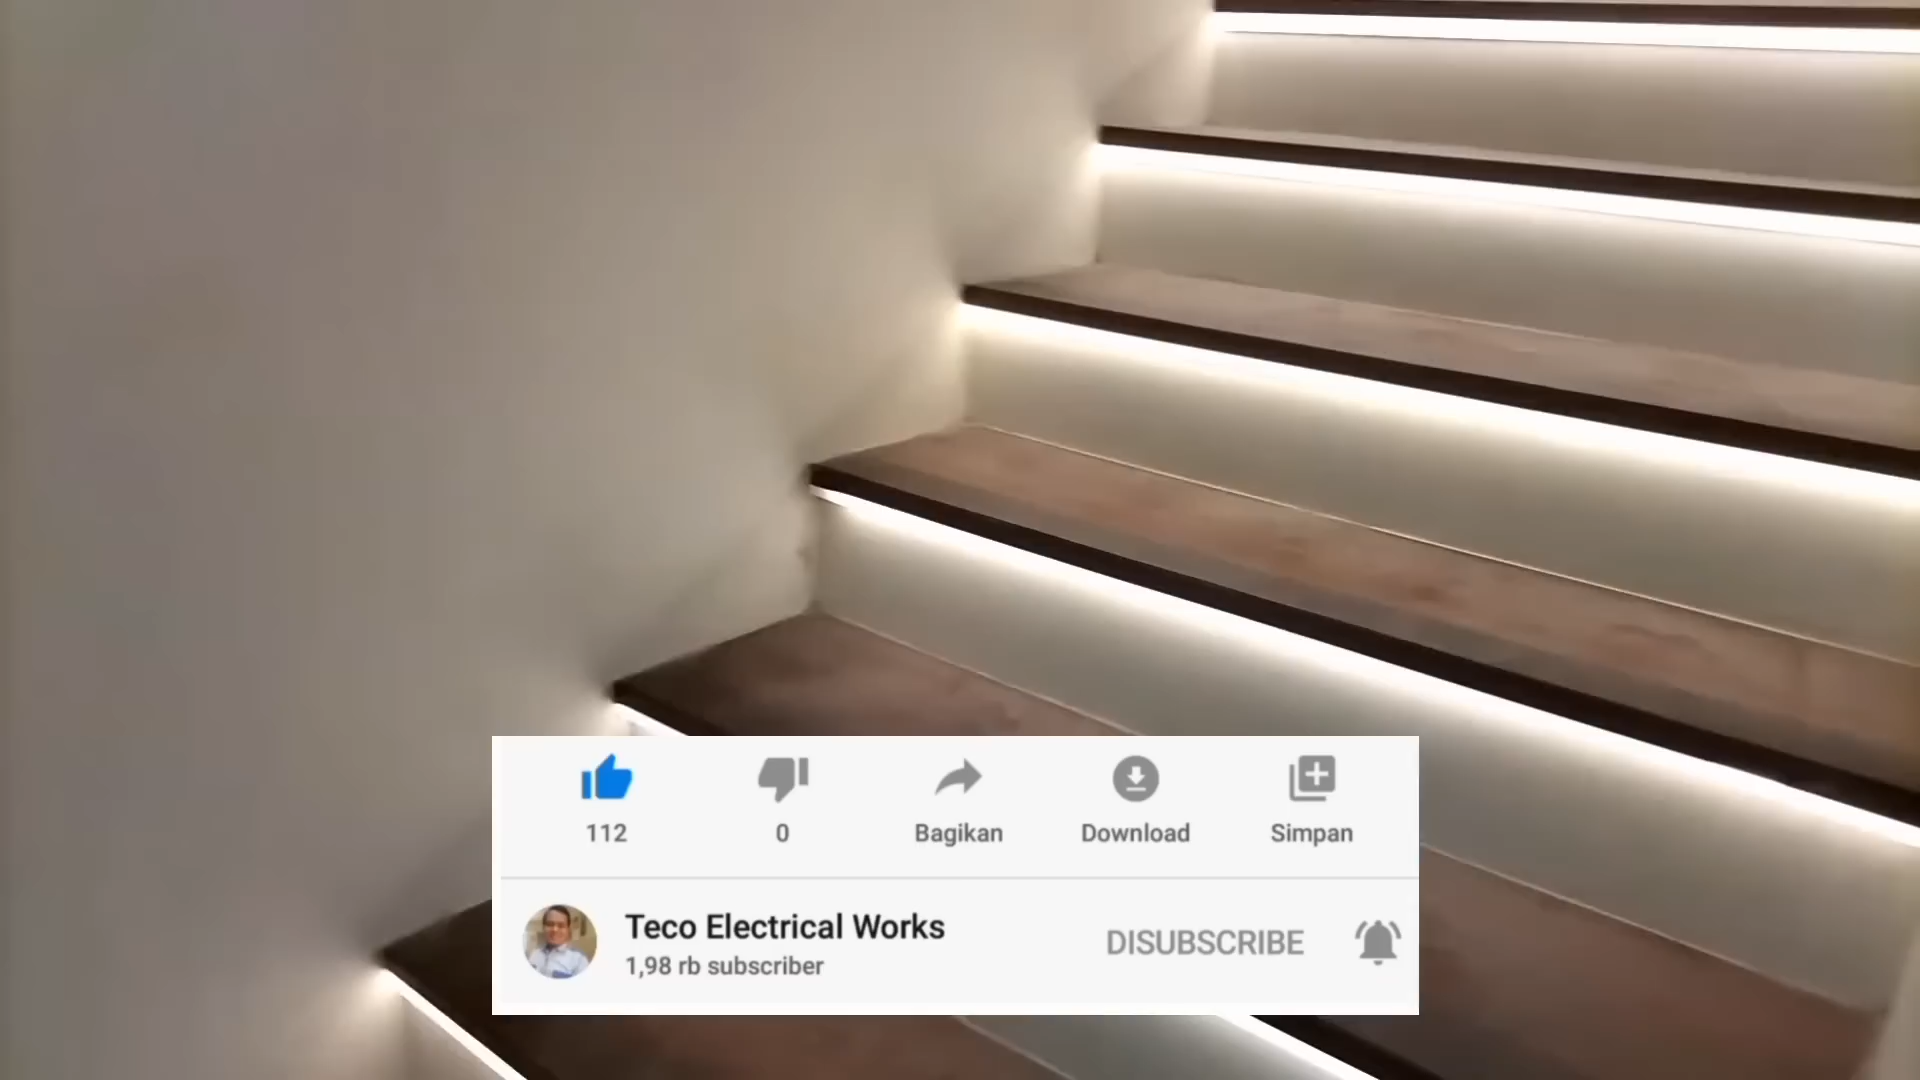 112
0
Bagikan
Download
Simpan
Teco Electrical Works
1,98 rb subscriber
DISUBSCRIBE